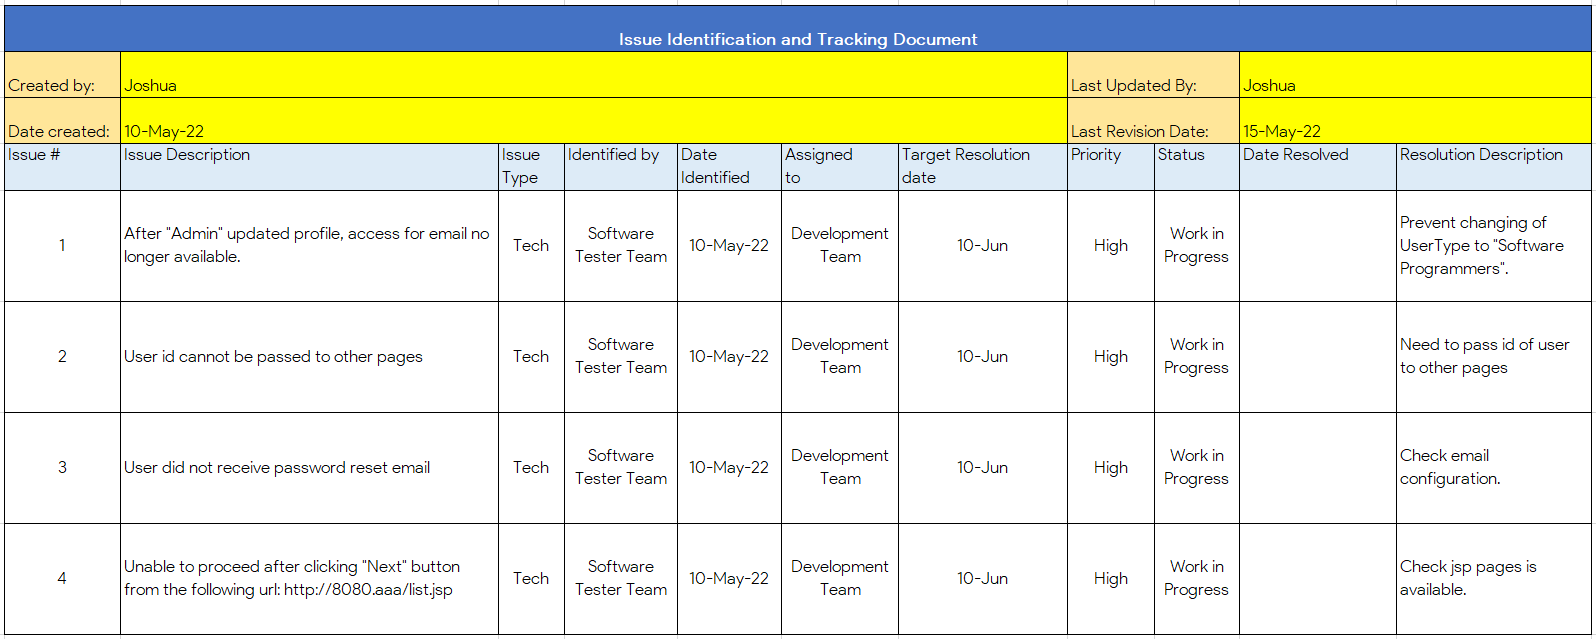 Issue Identification and Tracking Document
Created by: Joshua Last Updated By: Joshua
Date created: 10-May-22 Last Revision Date: 15-May-22
Issue # Issue Description Issue Type Identified by Date Identified Assigned to Target Resolution date Priority Status Date Resolved Resolution Description
1 After "Admin" updated profile, access for email no longer available. Tech Software Tester Team 10-May-22 Development Team 10-Jun High Work in Progress Prevent changing of UserType to "Software Programmers".
2 User id cannot be passed to other pages Tech Software Tester Team 10-May-22 Development Team 10-Jun High Work in Progress Need to pass id of user to other pages
3 User did not receive password reset email Tech Software Tester Team 10-May-22 Development Team 10-Jun High Work in Progress Check email configuration.
4 Unable to proceed after clicking "Next" button from the following url: http://8080.aaa/list.jsp Tech Software Tester Team 10-May-22 Development Team 10-Jun High Work in Progress Check jsp pages is available.